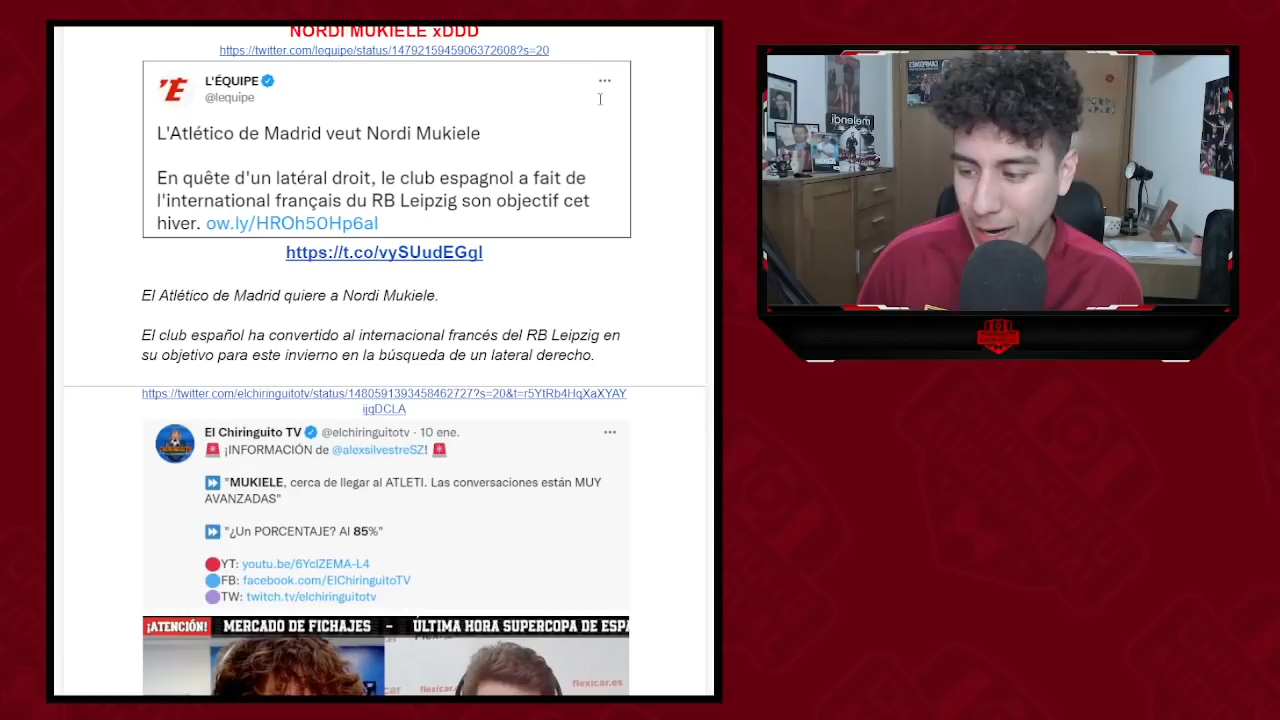 NORDI MUKIELE xDDD
https://twitter.com/lequipe/status/1479215945906372608?s=20
L'ÉQUIPE
@lequipe
L'Atlético de Madrid veut Nordi Mukiele
En quête d'un latéral droit, le club espagnol a fait de
l'international français du RB Leipzig son objectif cet
hiver. ow.ly/HROh50Hp6al
https://t.co/vySUudEGql
El Atlético de Madrid quiere a Nordi Mukiele.
El club español ha convertido al internacional francés del RB Leipzig en
su objetivo para este invierno en la búsqueda de un lateral derecho.
https://twitter.com/elchiringuitotv/status/1480591393458462727?s=20&t=r5YtRb4HqXaXYAY
ijqDCLA
El Chiringuito TV @elchiringuitotv · 10 ene.
🚨 ¡INFORMACIÓN de @alexsilvestreSZ! 🚨
⏩ "MUKIELE, cerca de llegar al ATLETI. Las conversaciones están MUY
AVANZADAS"
⏩ "¿Un PORCENTAJE? Al 85%"
🔴YT: youtu.be/6YclZEMA-L4
🔵FB: facebook.com/ElChiringuitoTV
🟣TW: twitch.tv/elchiringuitotv
¡ATENCIÓN! MERCADO DE FICHAJES - ÚLTIMA HORA SUPERCOPA DE ESPA
car
flexicar.
flexicar.es
melendi